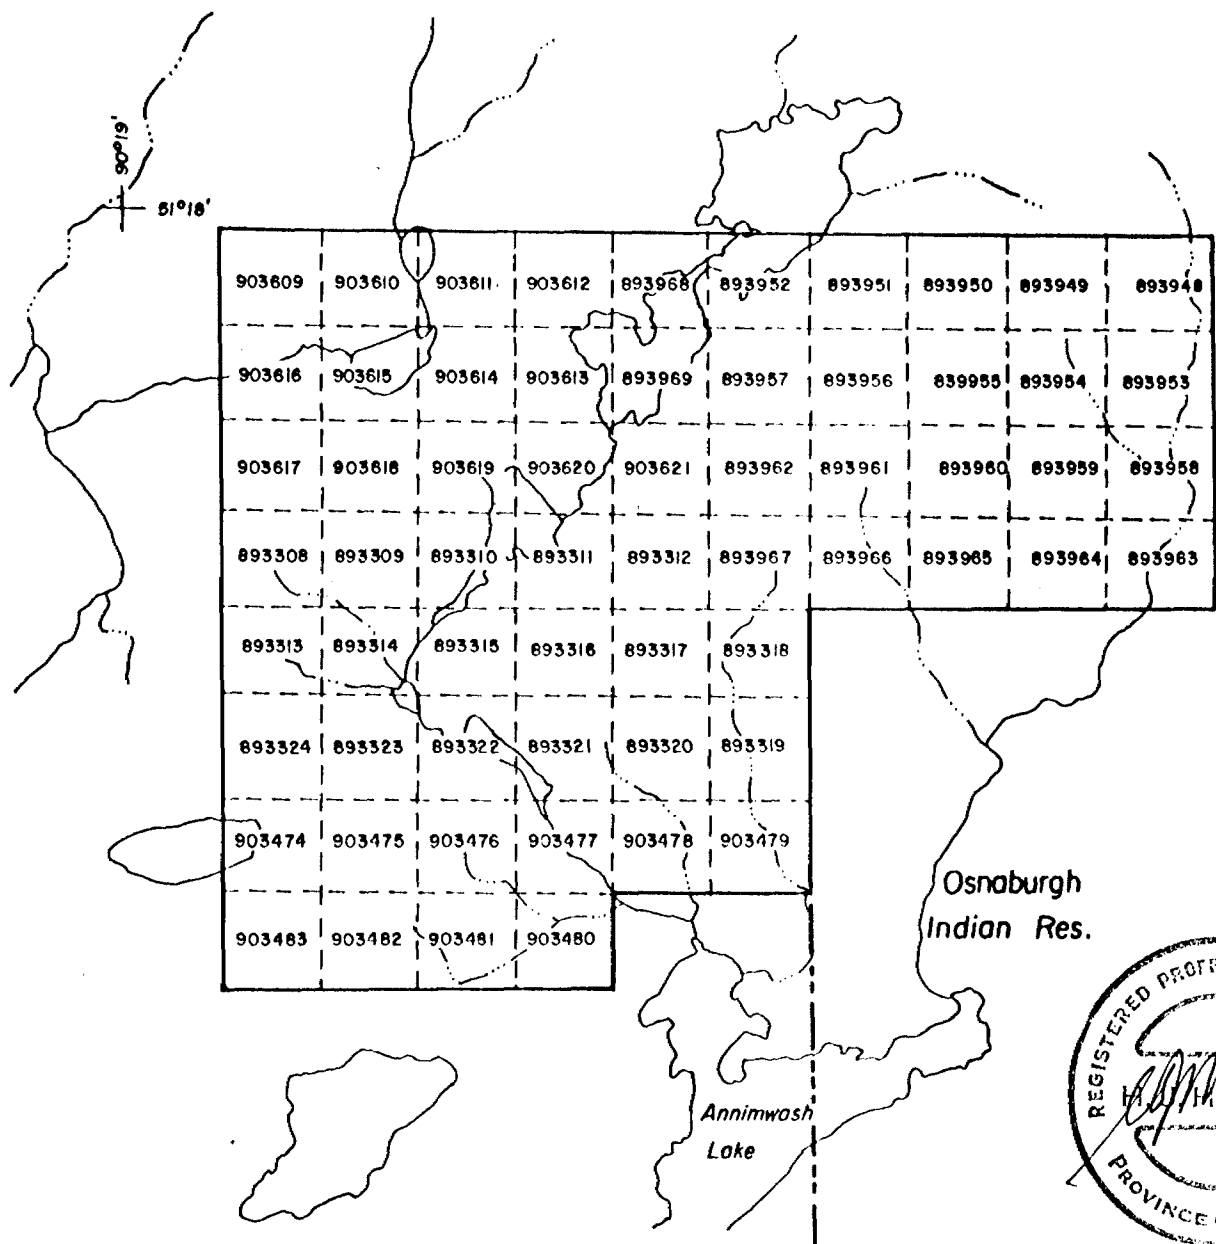 90°19'
51°18'
903609 903610 903611 903612 893968 893952 893951 893950 893949 893948
903616 903615 903614 903613 893969 893957 893956 839955 893954 893953
903617 903618 903619 903620 903621 893962 893961 893960 893959 893958
893308 893309 893310 893311 893312 893967 893966 893965 893964 893963
893313 893314 893315 893316 893317 893318
893324 893323 893322 893321 893320 893319
903474 903475 903476 903477 903478 903479
903483 903482 903481 903480
Osnaburgh
Indian Res.
Annimwash
Lake
REGISTERED
PROVINCE